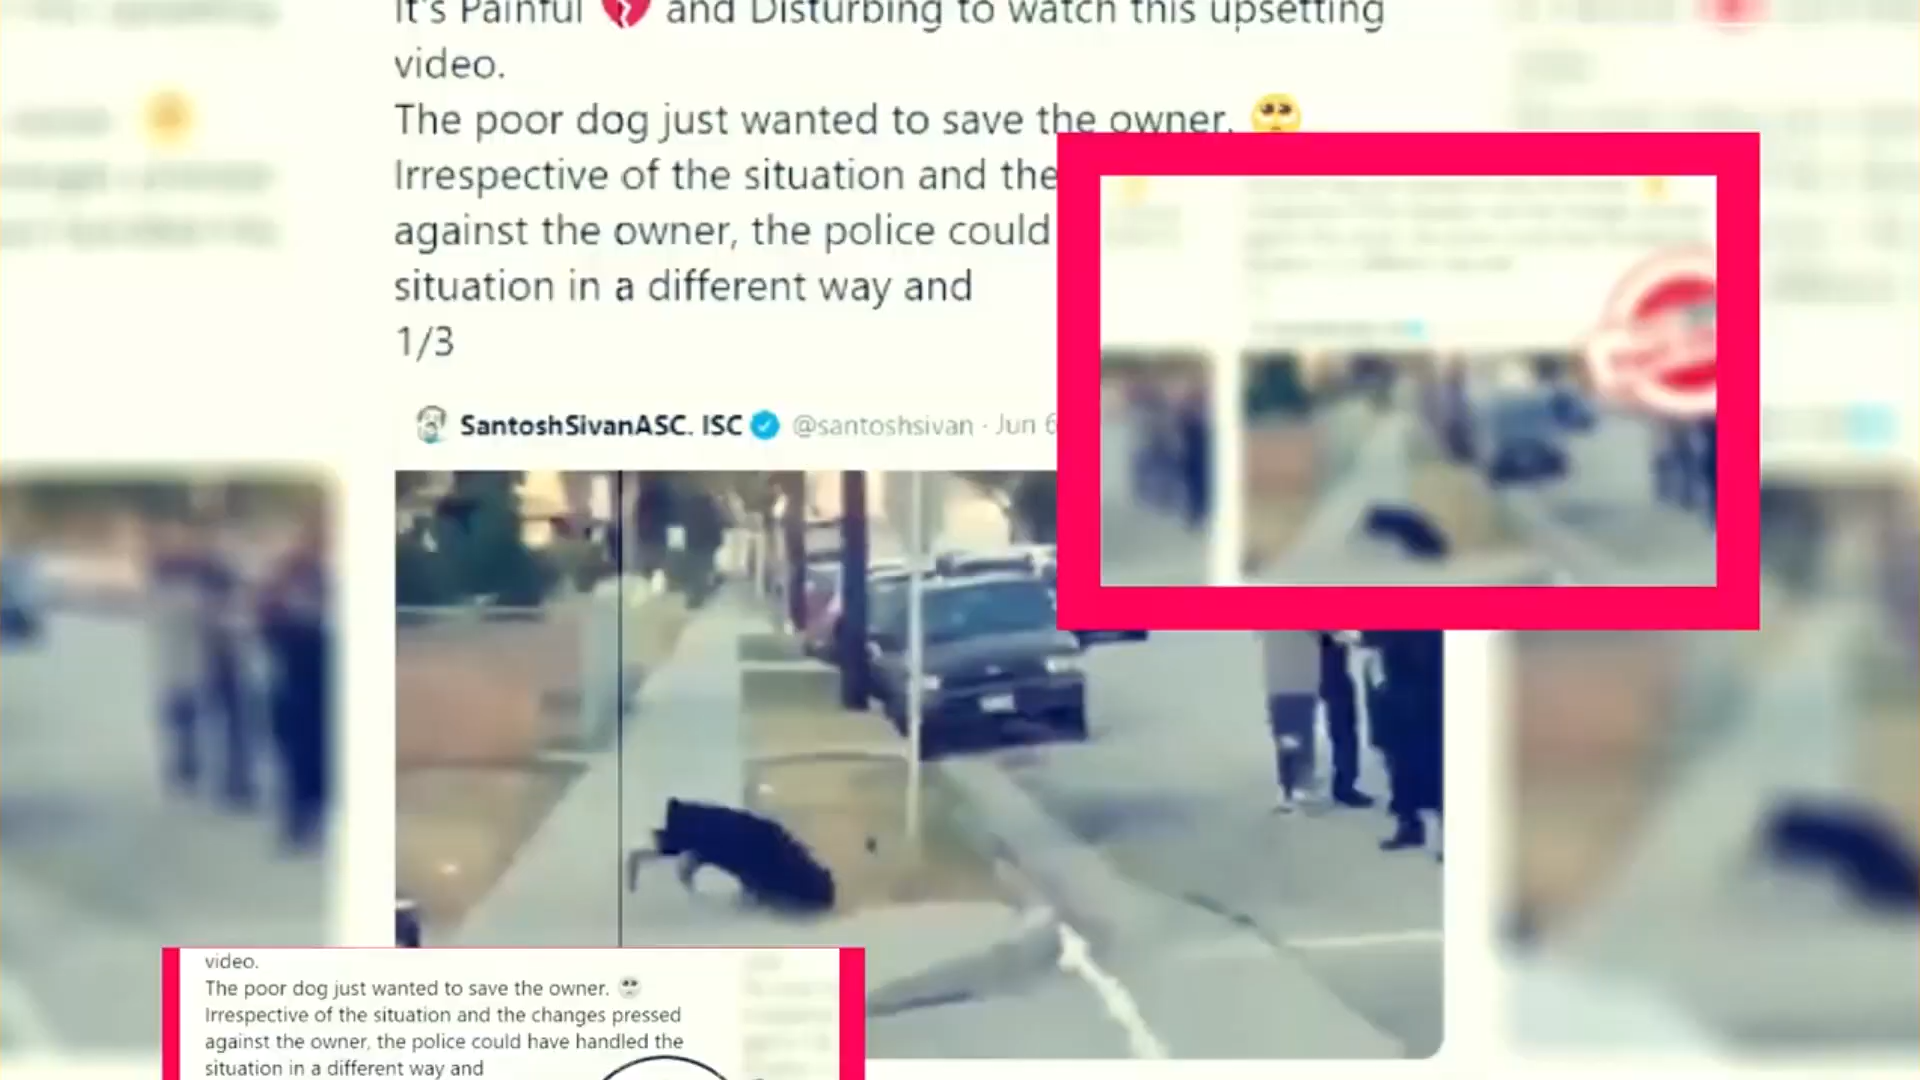 It's Painful 💔 and Disturbing to watch this upsetting
video.
The poor dog just wanted to save the owner. 🥺
Irrespective of the situation and the
against the owner, the police could
situation in a different way and
1/3
SantoshSivanASC. ISC @santoshsivan · Jun 6
video.
The poor dog just wanted to save the owner. 🥺
Irrespective of the situation and the changes pressed
against the owner, the police could have handled the
situation in a different way and